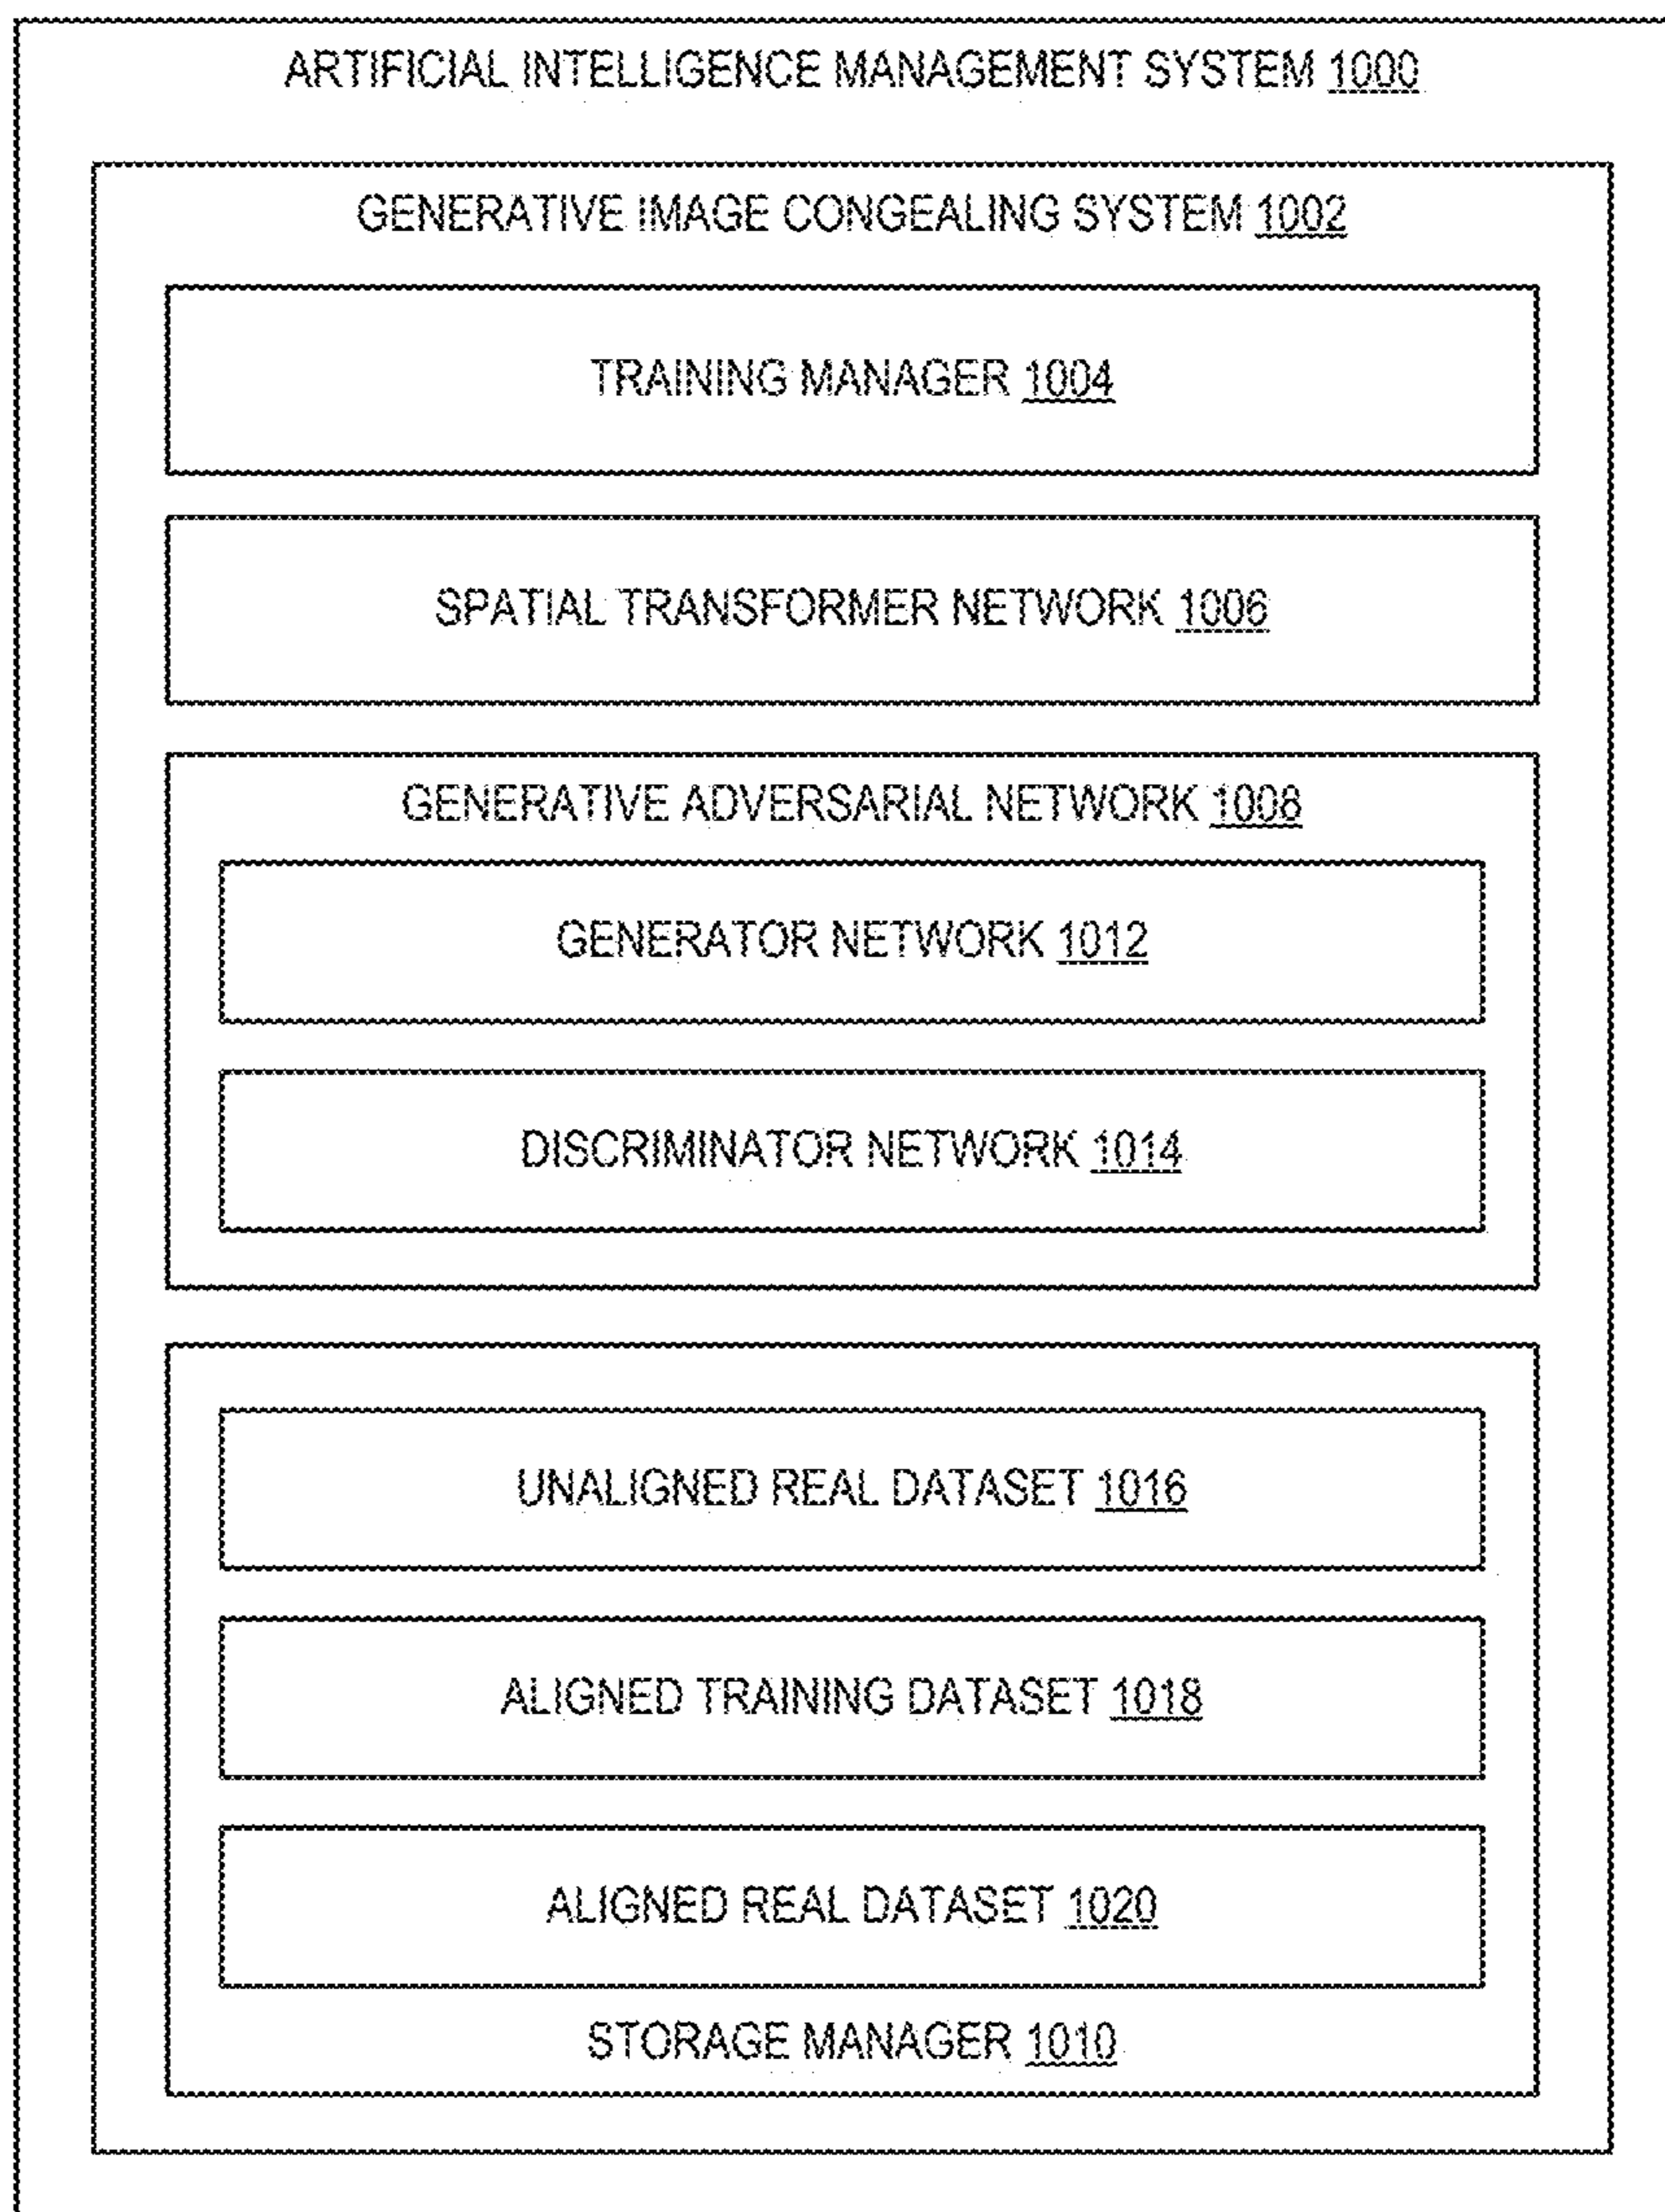 ARTIFICIAL INTELLIGENCE MANAGEMENT SYSTEM 1000
GENERATIVE IMAGE CONGEALING SYSTEM 1002
TRAINING MANAGER 1004
SPATIAL TRANSFORMER NETWORK 1006
GENERATIVE ADVERSARIAL NETWORK 1008
GENERATOR NETWORK 1012
DISCRIMINATOR NETWORK 1014
UNALIGNED REAL DATASET 1016
ALIGNED TRAINING DATASET 1018
ALIGNED REAL DATASET 1020
STORAGE MANAGER 1010